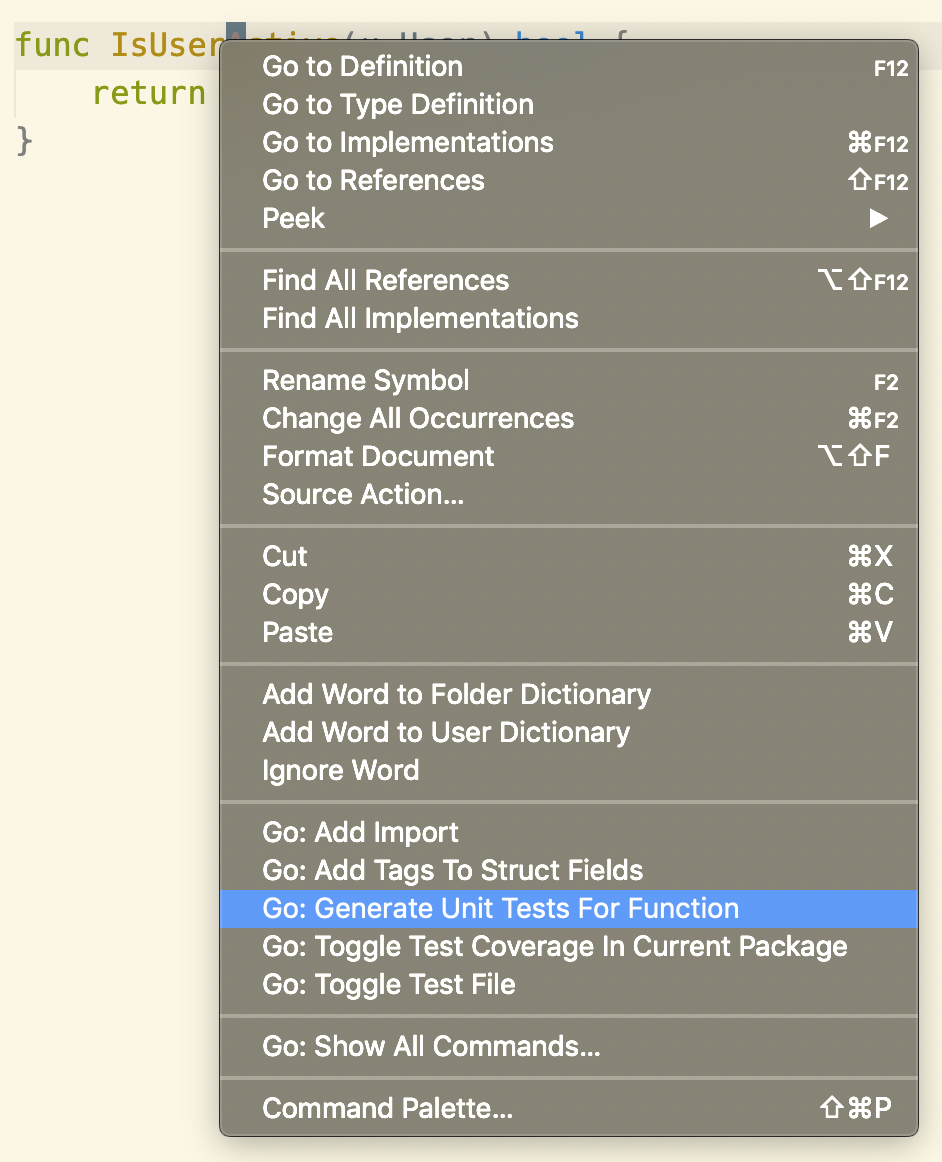 func IsUserActive(u User) bool {
return
}
Go to Definition F12
Go to Type Definition
Go to Implementations ⌘F12
Go to References ⇧F12
Peek ▶
Find All References ⌥⇧F12
Find All Implementations
Rename Symbol F2
Change All Occurrences ⌘F2
Format Document ⌥⇧F
Source Action...
Cut ⌘X
Copy ⌘C
Paste ⌘V
Add Word to Folder Dictionary
Add Word to User Dictionary
Ignore Word
Go: Add Import
Go: Add Tags To Struct Fields
Go: Generate Unit Tests For Function
Go: Toggle Test Coverage In Current Package
Go: Toggle Test File
Go: Show All Commands...
Command Palette... ⇧⌘P